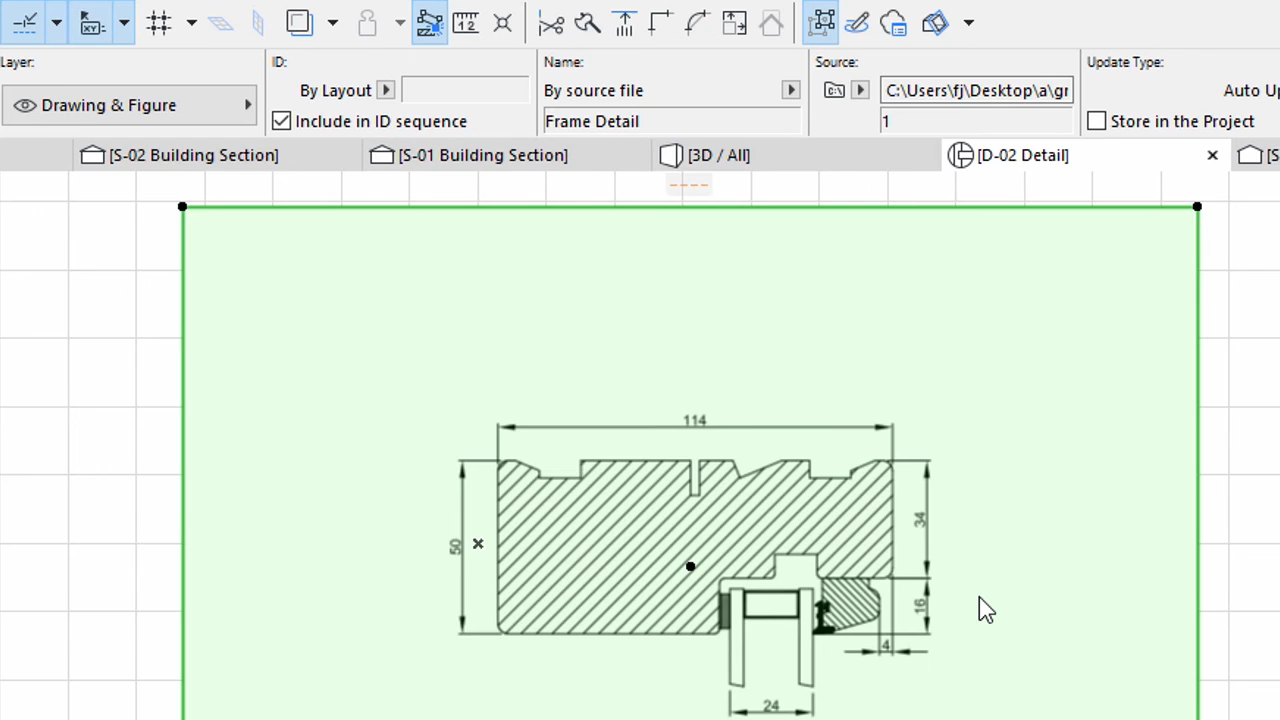 XY:
12
Layer:
ID:
Name:
Source:
Update Type:
By Layout
By source file
C:\Users\fj\Desktop\a\gr
Auto Up
Drawing & Figure
Include in ID sequence
Frame Detail
1
Store in the Project
[S-02 Building Section]
[S-01 Building Section]
[3D / All]
[D-02 Detail]
[S
114
50
34
16
4
24